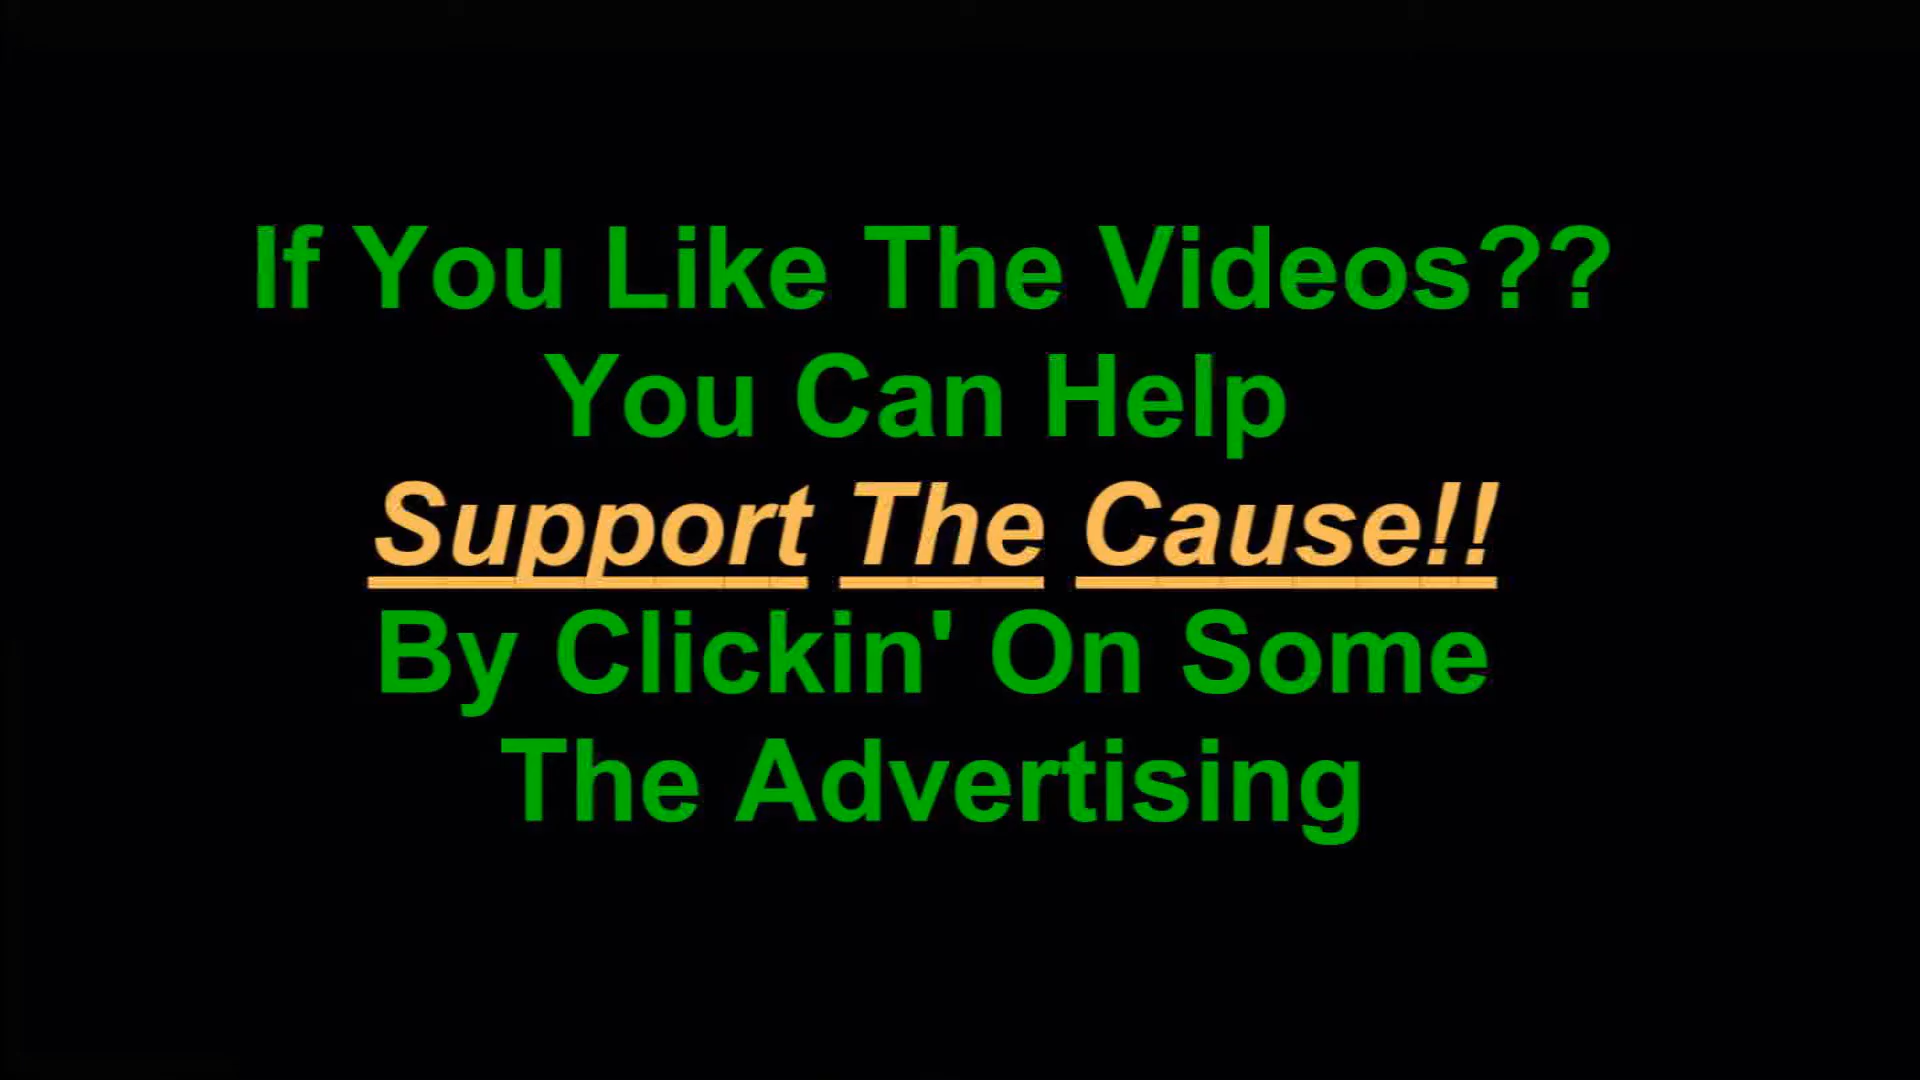 If You Like The Videos??
You Can Help
Support The Cause!!
By Clickin' On Some
The Advertising